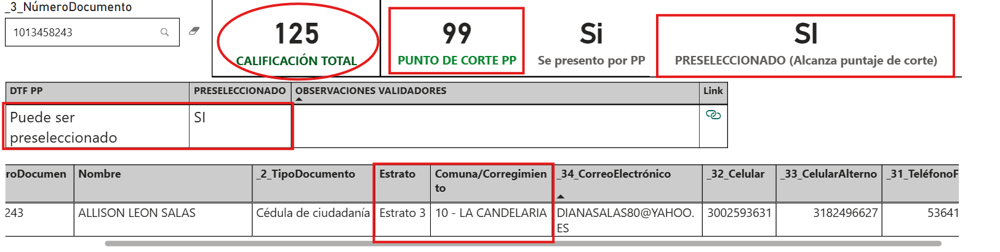 _3_NúmeroDocumento
1013458243
125
CALIFICACIÓN TOTAL
99
PUNTO DE CORTE PP
Si
Se presento por PP
SI
PRESELECCIONADO (Alcanza puntaje de corte)
DTF PP PRESELECCIONADO OBSERVACIONES VALIDADORES Link
Puede ser SI
preseleccionado
roDocumen Nombre _2_TipoDocumento Estrato Comuna/Corregimien _34_CorreoElectrónico _32_Celular _33_CelularAlterno _31_TeléfonoF
to
243 ALLISON LEON SALAS Cédula de ciudadanía Estrato 3 10 - LA CANDELARIA DIANASALAS80@YAHOO. 3002593631 3182496627 53641
ES